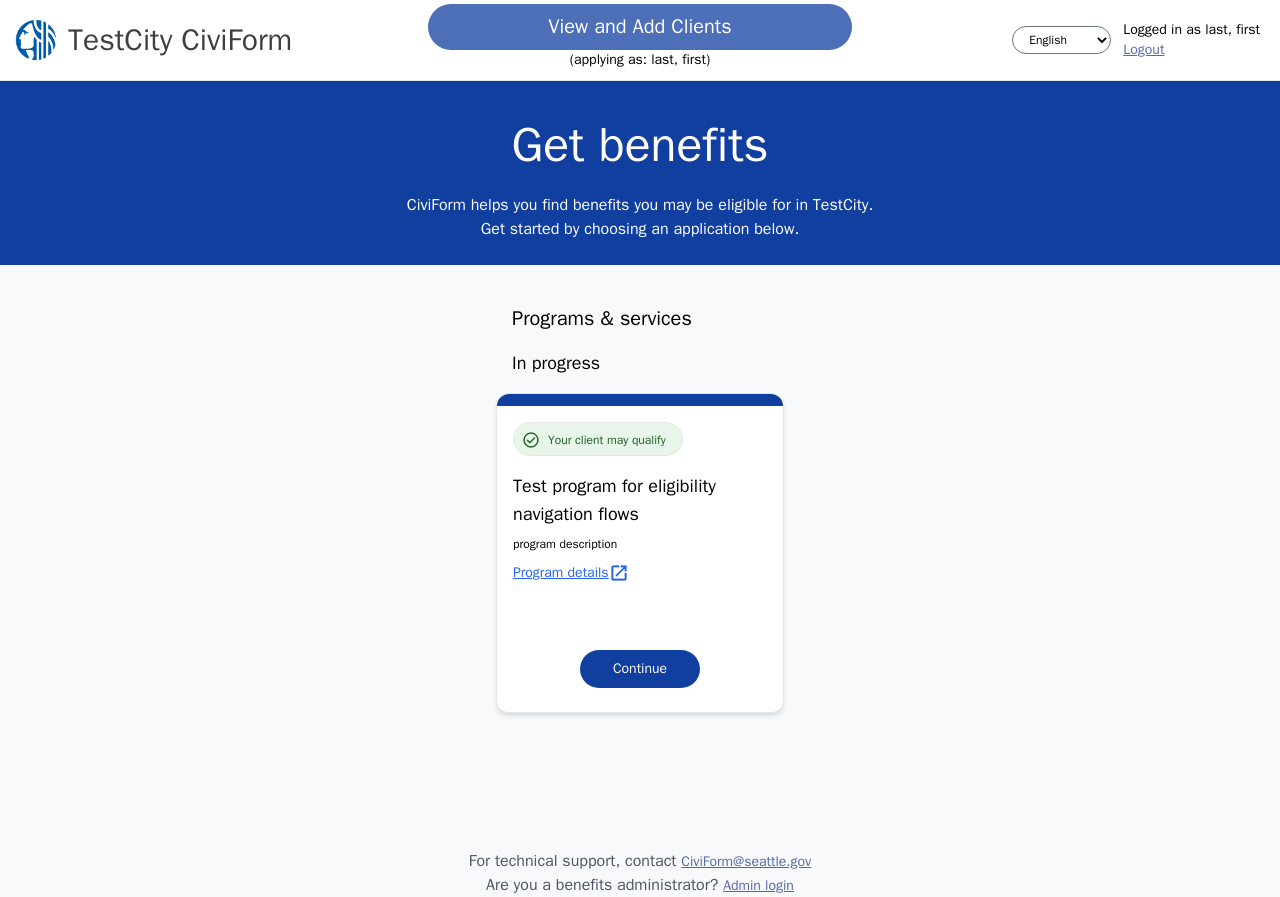 TestCity CiviForm
View and Add Clients
(applying as: last, first)
English
Logged in as last, first
Logout
Get benefits
CiviForm helps you find benefits you may be eligible for in TestCity.
Get started by choosing an application below.
Programs & services
In progress
Your client may qualify
Test program for eligibility
navigation flows
program description
Program details
Continue
For technical support, contact CiviForm@seattle.gov
Are you a benefits administrator? Admin login